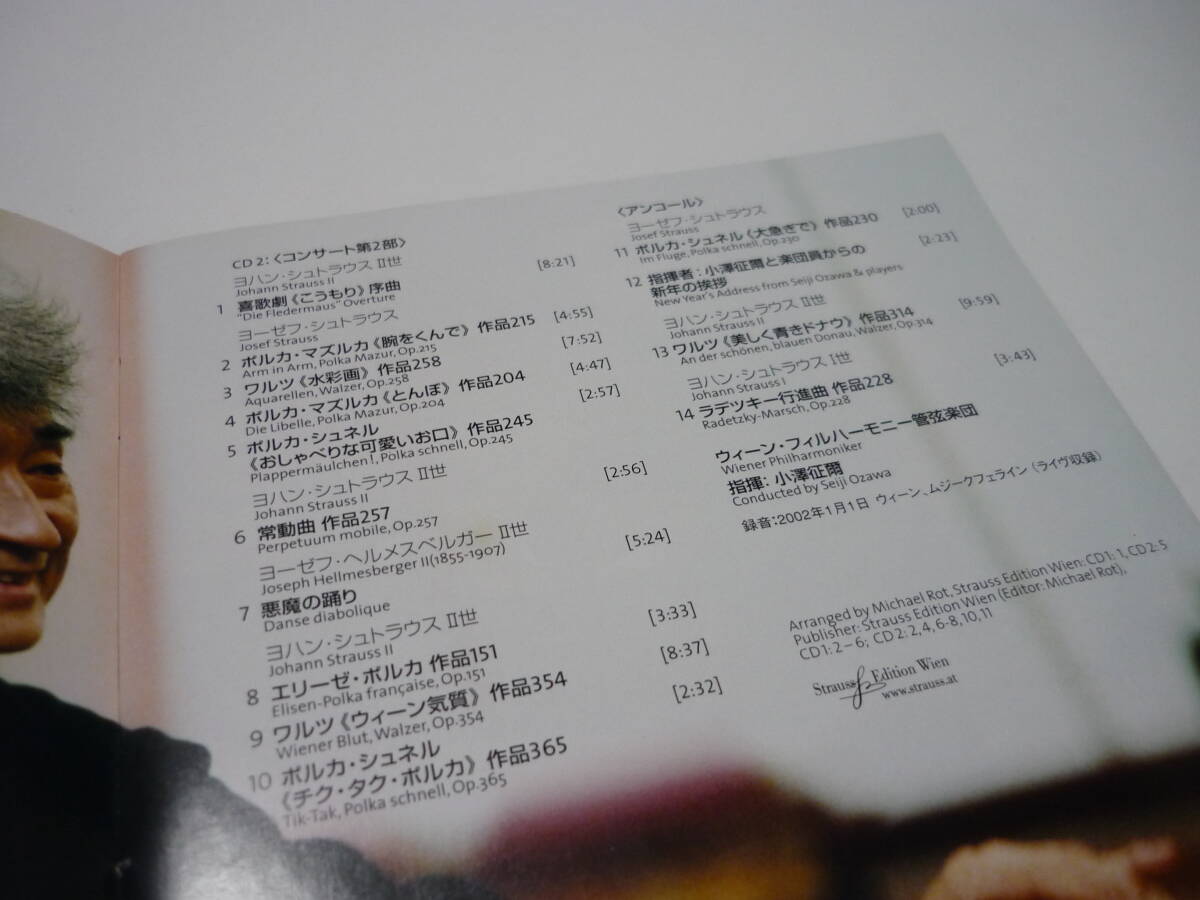 CD 2：〈コンサート第2部〉
ヨハン・シュトラウス II世
Johann Strauss II
1 喜歌劇《こうもり》序曲 [8:21]
"Die Fledermaus" Overture
ヨーゼフ・シュトラウス
Josef Strauss
2 ポルカ・マズルカ《腕をくんで》作品215 [4:55]
Arm in Arm, Polka Mazur, Op.215
3 ワルツ《水彩画》作品258 [7:52]
Aquarellen, Walzer, Op.258
4 ポルカ・マズルカ《とんぼ》作品204 [4:47]
Die Libelle, Polka Mazur, Op.204
5 ポルカ・シュネル [2:57]
《おしゃべりな可愛いお口》作品245
Plappermäulchen!, Polka schnell, Op.245
ヨハン・シュトラウス II世
Johann Strauss II
6 常動曲 作品257 [2:56]
Perpetuum mobile, Op.257
ヨーゼフ・ヘルメスベルガー II世
Joseph Hellmesberger II(1855-1907)
7 悪魔の踊り [5:24]
Danse diabolique
ヨハン・シュトラウス II世
Johann Strauss II
8 エリーゼ・ポルカ 作品151 [3:33]
Elisen-Polka française, Op.151
9 ワルツ《ウィーン気質》作品354 [8:37]
Wiener Blut, Walzer, Op.354
10 ポルカ・シュネル [2:32]
《チク・タク・ポルカ》作品365
Tik-Tak, Polka schnell, Op.365
〈アンコール〉
ヨーゼフ・シュトラウス
Josef Strauss
11 ポルカ・シュネル《大急ぎで》作品230 [2:00]
Im Fluge, Polka schnell, Op.230
12 指揮者：小澤征爾と楽団員からの [2:23]
新年の挨拶
New Year's Address from Seiji Ozawa & players
ヨハン・シュトラウス II世
Johann Strauss II
13 ワルツ《美しく青きドナウ》作品314 [9:59]
An der schönen, blauen Donau, Walzer, Op.314
ヨハン・シュトラウス I世
Johann Strauss I
14 ラデツキー行進曲 作品228 [3:43]
Radetzky-Marsch, Op.228
ウィーン・フィルハーモニー管弦楽団
Wiener Philharmoniker
指揮：小澤征爾
Conducted by Seiji Ozawa
録音：2002年1月1日 ウィーン、ムジークフェライン（ライヴ収録）
Arranged by Michael Rot, Strauss Edition Wien: CD1: 1, CD2: 5
Publisher: Strauss Edition Wien (Editor: Michael Rot),
CD1: 2-6; CD2: 2, 4, 6-8, 10, 11
Strauss Edition Wien
www.strauss.at